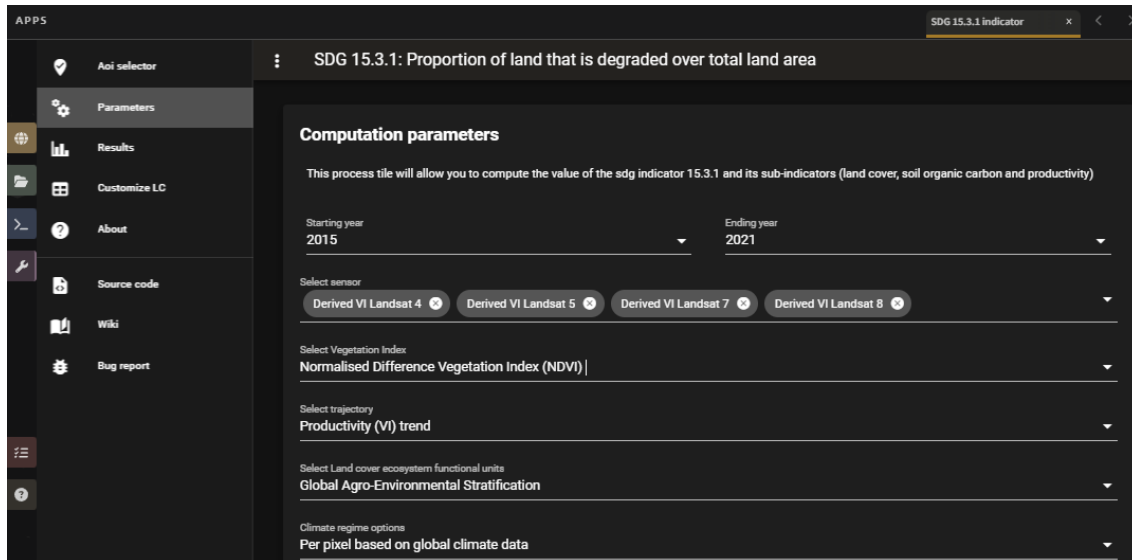 APPS
SDG 15.3.1 indicator
Aoi selector
Parameters
Results
Customize LC
About
Source code
Wiki
Bug report
SDG 15.3.1: Proportion of land that is degraded over total land area
Computation parameters
This process tile will allow you to compute the value of the sdg indicator 15.3.1 and its sub-indicators (land cover, soil organic carbon and productivity)
Starting year
2015
Ending year
2021
Select sensor
Derived VI Landsat 4 Derived VI Landsat 5 Derived VI Landsat 7 Derived VI Landsat 8
Select Vegetation Index
Normalised Difference Vegetation Index (NDVI)
Select trajectory
Productivity (VI) trend
Select Land cover ecosystem functional units
Global Agro-Environmental Stratification
Climate regime options
Per pixel based on global climate data